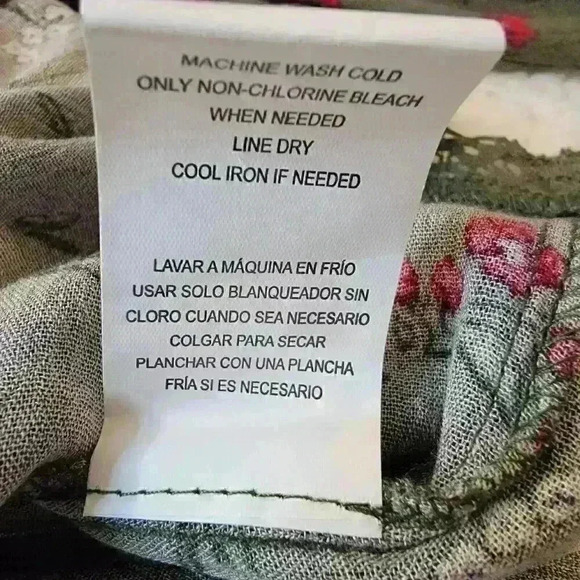 MACHINE WASH COLD
ONLY NON-CHLORINE BLEACH
WHEN NEEDED
LINE DRY
COOL IRON IF NEEDED
LAVAR A MÁQUINA EN FRÍO
USAR SOLO BLANQUEADOR SIN
CLORO CUANDO SEA NECESARIO
COLGAR PARA SECAR
PLANCHAR CON UNA PLANCHA
FRÍA SI ES NECESARIO